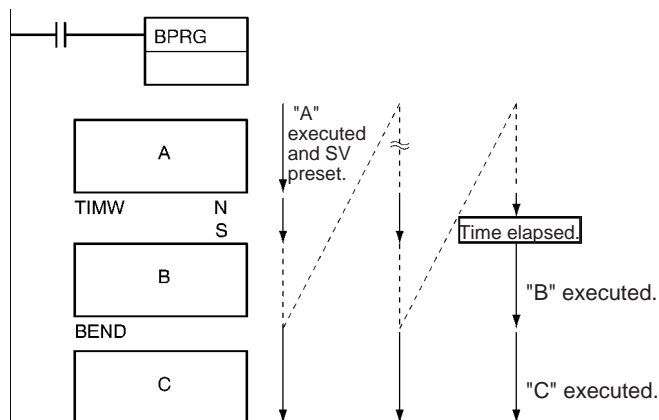 BPRG
"A"
executed
and SV
preset.
A
TIMW N
S
Time elapsed.
B
"B" executed.
BEND
C
"C" executed.